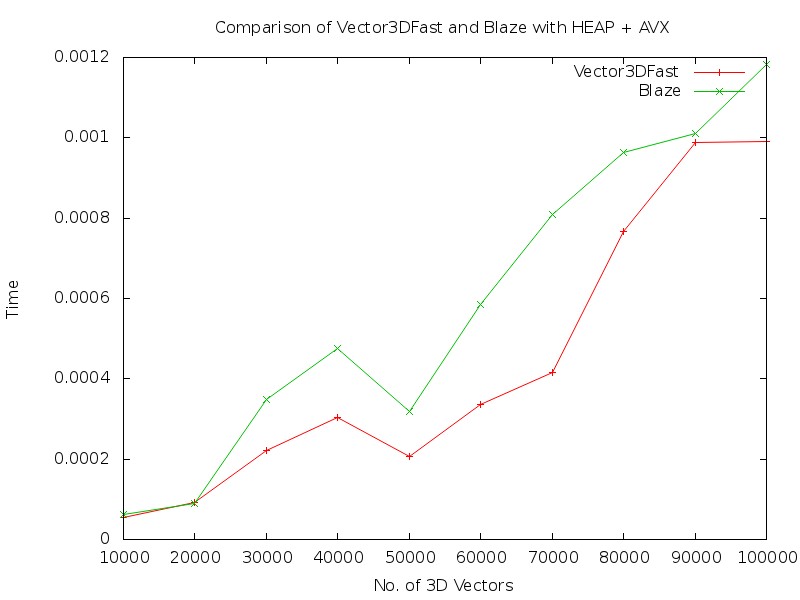 Comparison of Vector3DFast and Blaze with HEAP + AVX
Vector3DFast
Blaze
0.0012
0.001
0.0008
0.0006
0.0004
0.0002
0
Time
10000 20000 30000 40000 50000 60000 70000 80000 90000 100000
No. of 3D Vectors